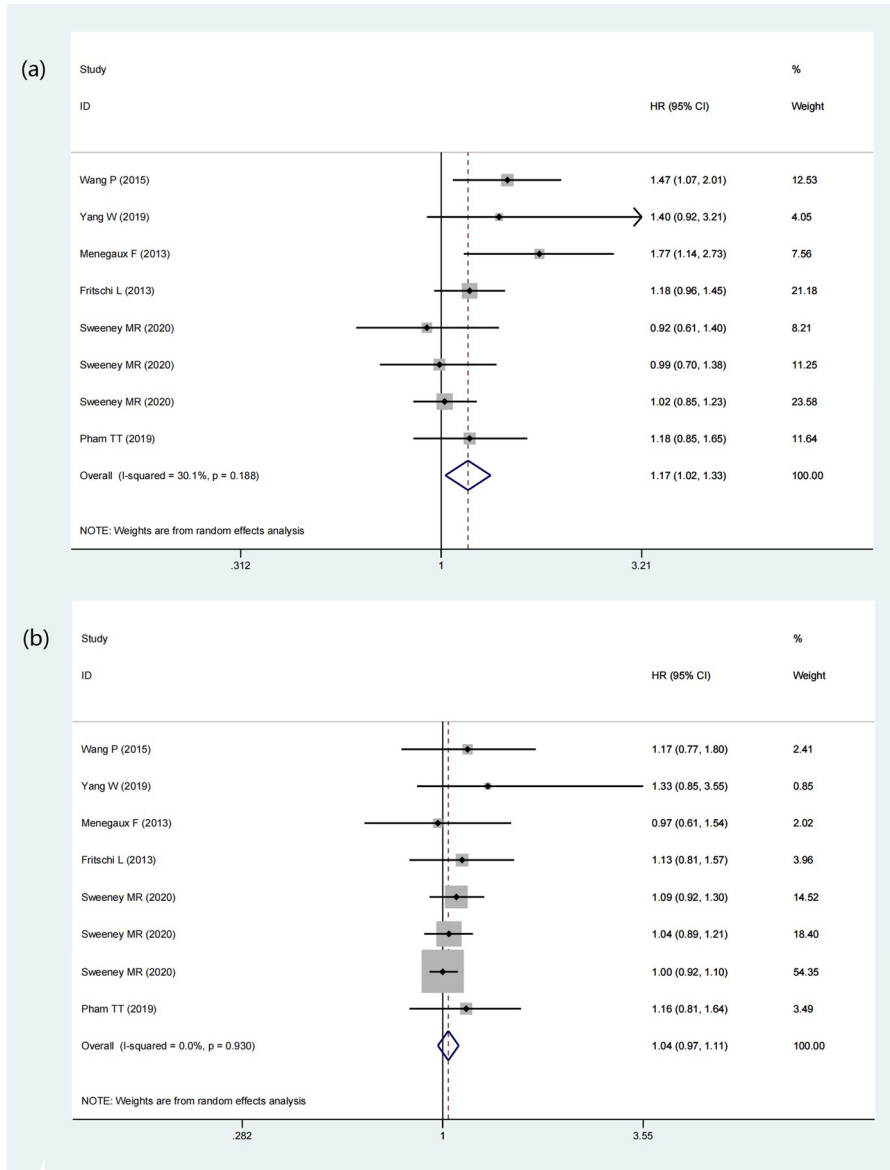 (a)
Study %
ID HR (95% CI) Weight
Wang P (2015) 1.47 (1.07, 2.01) 12.53
Yang W (2019) 1.40 (0.92, 3.21) 4.05
Menegaux F (2013) 1.77 (1.14, 2.73) 7.56
Fritschi L (2013) 1.18 (0.96, 1.45) 21.18
Sweeney MR (2020) 0.92 (0.61, 1.40) 8.21
Sweeney MR (2020) 0.99 (0.70, 1.38) 11.25
Sweeney MR (2020) 1.02 (0.85, 1.23) 23.58
Pham TT (2019) 1.18 (0.85, 1.65) 11.64
Overall (I-squared = 30.1%, p = 0.188) 1.17 (1.02, 1.33) 100.00
NOTE: Weights are from random effects analysis
.312 1 3.21
(b)
Study %
ID HR (95% CI) Weight
Wang P (2015) 1.17 (0.77, 1.80) 2.41
Yang W (2019) 1.33 (0.85, 3.55) 0.85
Menegaux F (2013) 0.97 (0.61, 1.54) 2.02
Fritschi L (2013) 1.13 (0.81, 1.57) 3.96
Sweeney MR (2020) 1.09 (0.92, 1.30) 14.52
Sweeney MR (2020) 1.04 (0.89, 1.21) 18.40
Sweeney MR (2020) 1.00 (0.92, 1.10) 54.35
Pham TT (2019) 1.16 (0.81, 1.64) 3.49
Overall (I-squared = 0.0%, p = 0.930) 1.04 (0.97, 1.11) 100.00
NOTE: Weights are from random effects analysis
.282 1 3.55